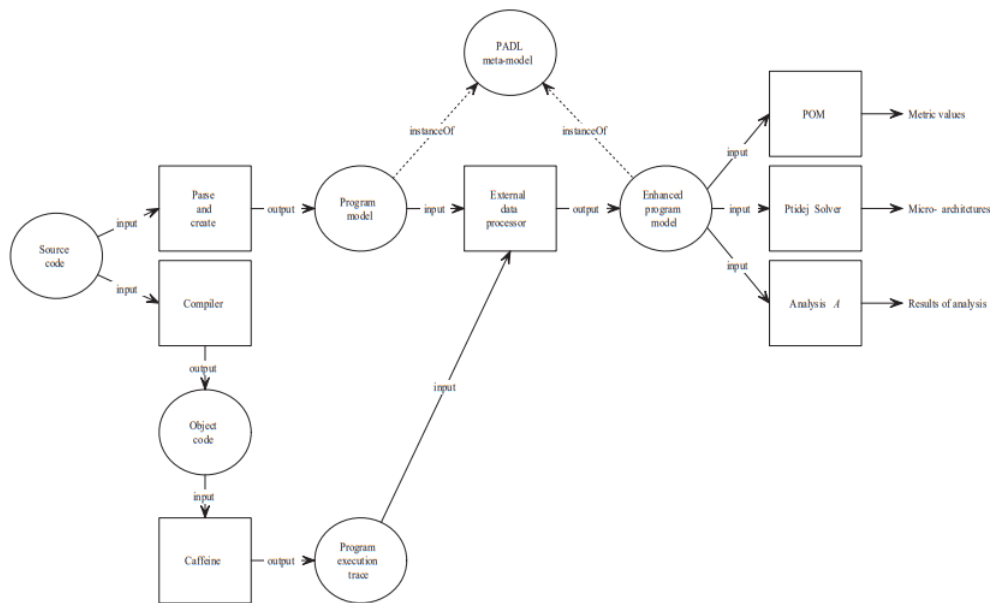 PADL
meta-model
POM
Metric values
instanceOf
instanceOf
input
Parse
and
create
External
data
processor
Program
model
Enhanced
program
model
Ptidej Solver
Micro- architetures
input
output
input
output
input
Source
code
input
input
Compiler
Analysis A
Results of analysis
output
input
Object
code
input
Caffeine
output
Program
execution
trace